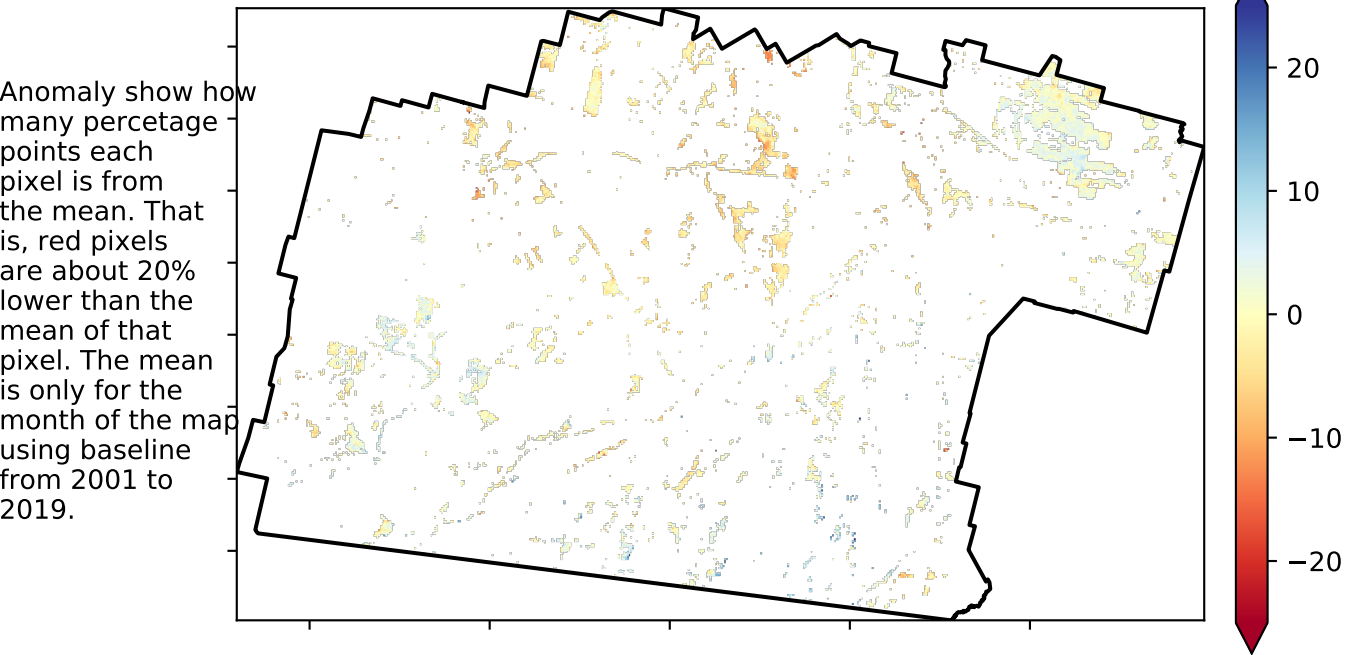 Anomaly show how
many percetage
points each
pixel is from
the mean. That
is, red pixels
are about 20%
lower than the
mean of that
pixel. The mean
is only for the
month of the map
using baseline
from 2001 to
2019.
20
10
0
−10
−20